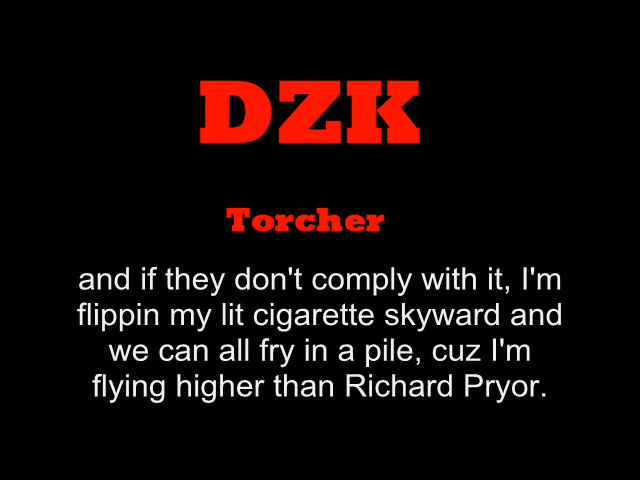 DZK
Torcher
and if they don't comply with it, I'm
flippin my lit cigarette skyward and
we can all fry in a pile, cuz I'm
flying higher than Richard Pryor.